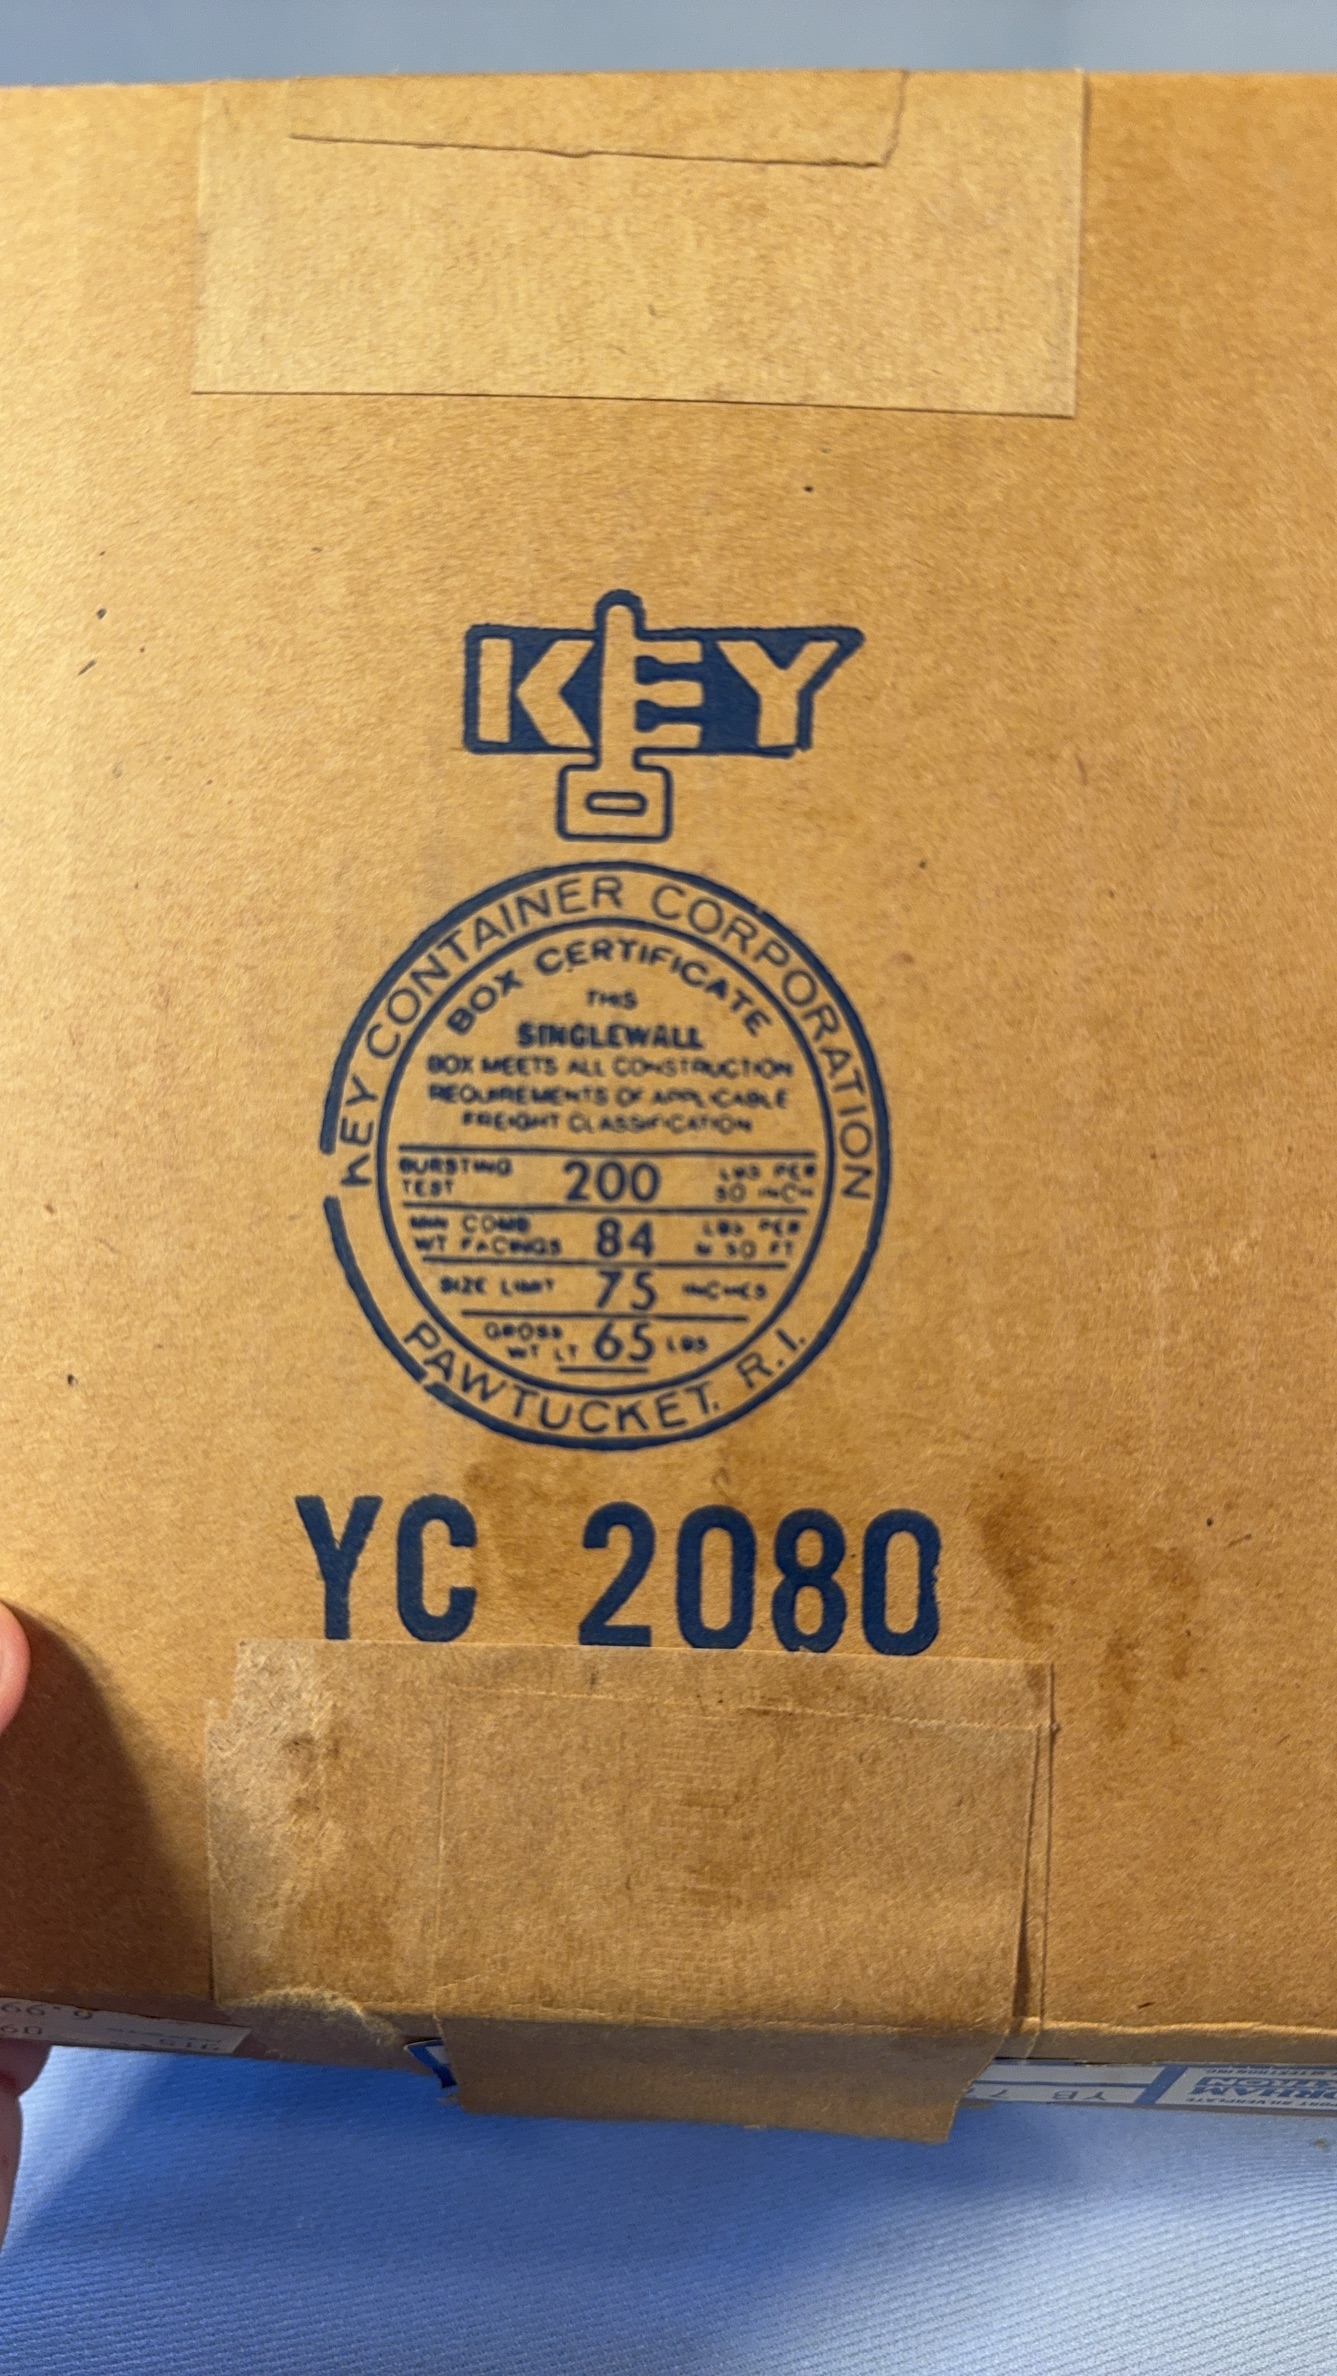 KEY
KEY CONTAINER CORPORATION
BOX CERTIFICATE
THIS
SINGLEWALL
BOX MEETS ALL CONSTRUCTION
REQUIREMENTS OF APPLICABLE
FREIGHT CLASSIFICATION
BURSTING TEST 200 LBS PER SQ INCH
MIN COMB WT FACINGS 84 LBS PER M SQ FT
SIZE LIMIT 75 INCHES
GROSS WT LT 65 LBS
PAWTUCKET, R.I.
YC 2080
YB 7